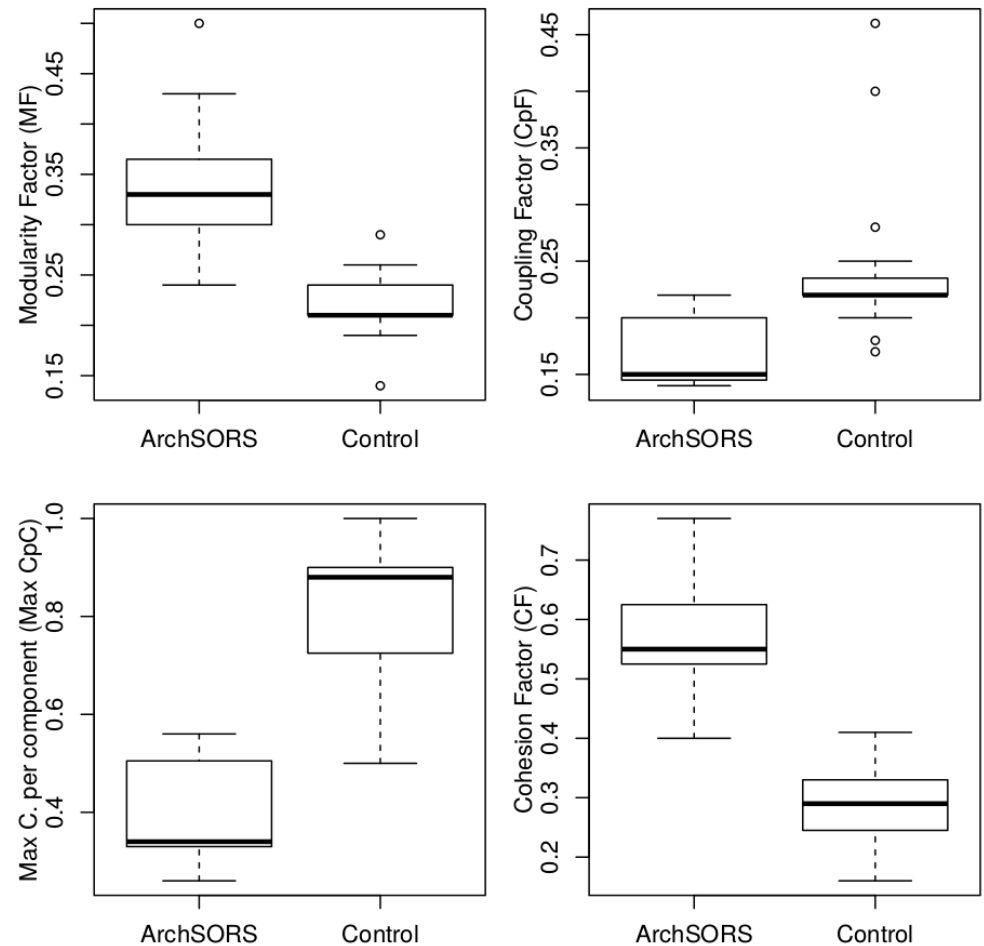 Modularity Factor (MF)
0.45
0.35
0.25
0.15
ArchSORS Control
Coupling Factor (CpF)
0.45
0.35
0.25
0.15
ArchSORS Control
Max C. per component (Max CpC)
1.0
0.8
0.6
0.4
ArchSORS Control
Cohesion Factor (CF)
0.7
0.6
0.5
0.4
0.3
0.2
ArchSORS Control